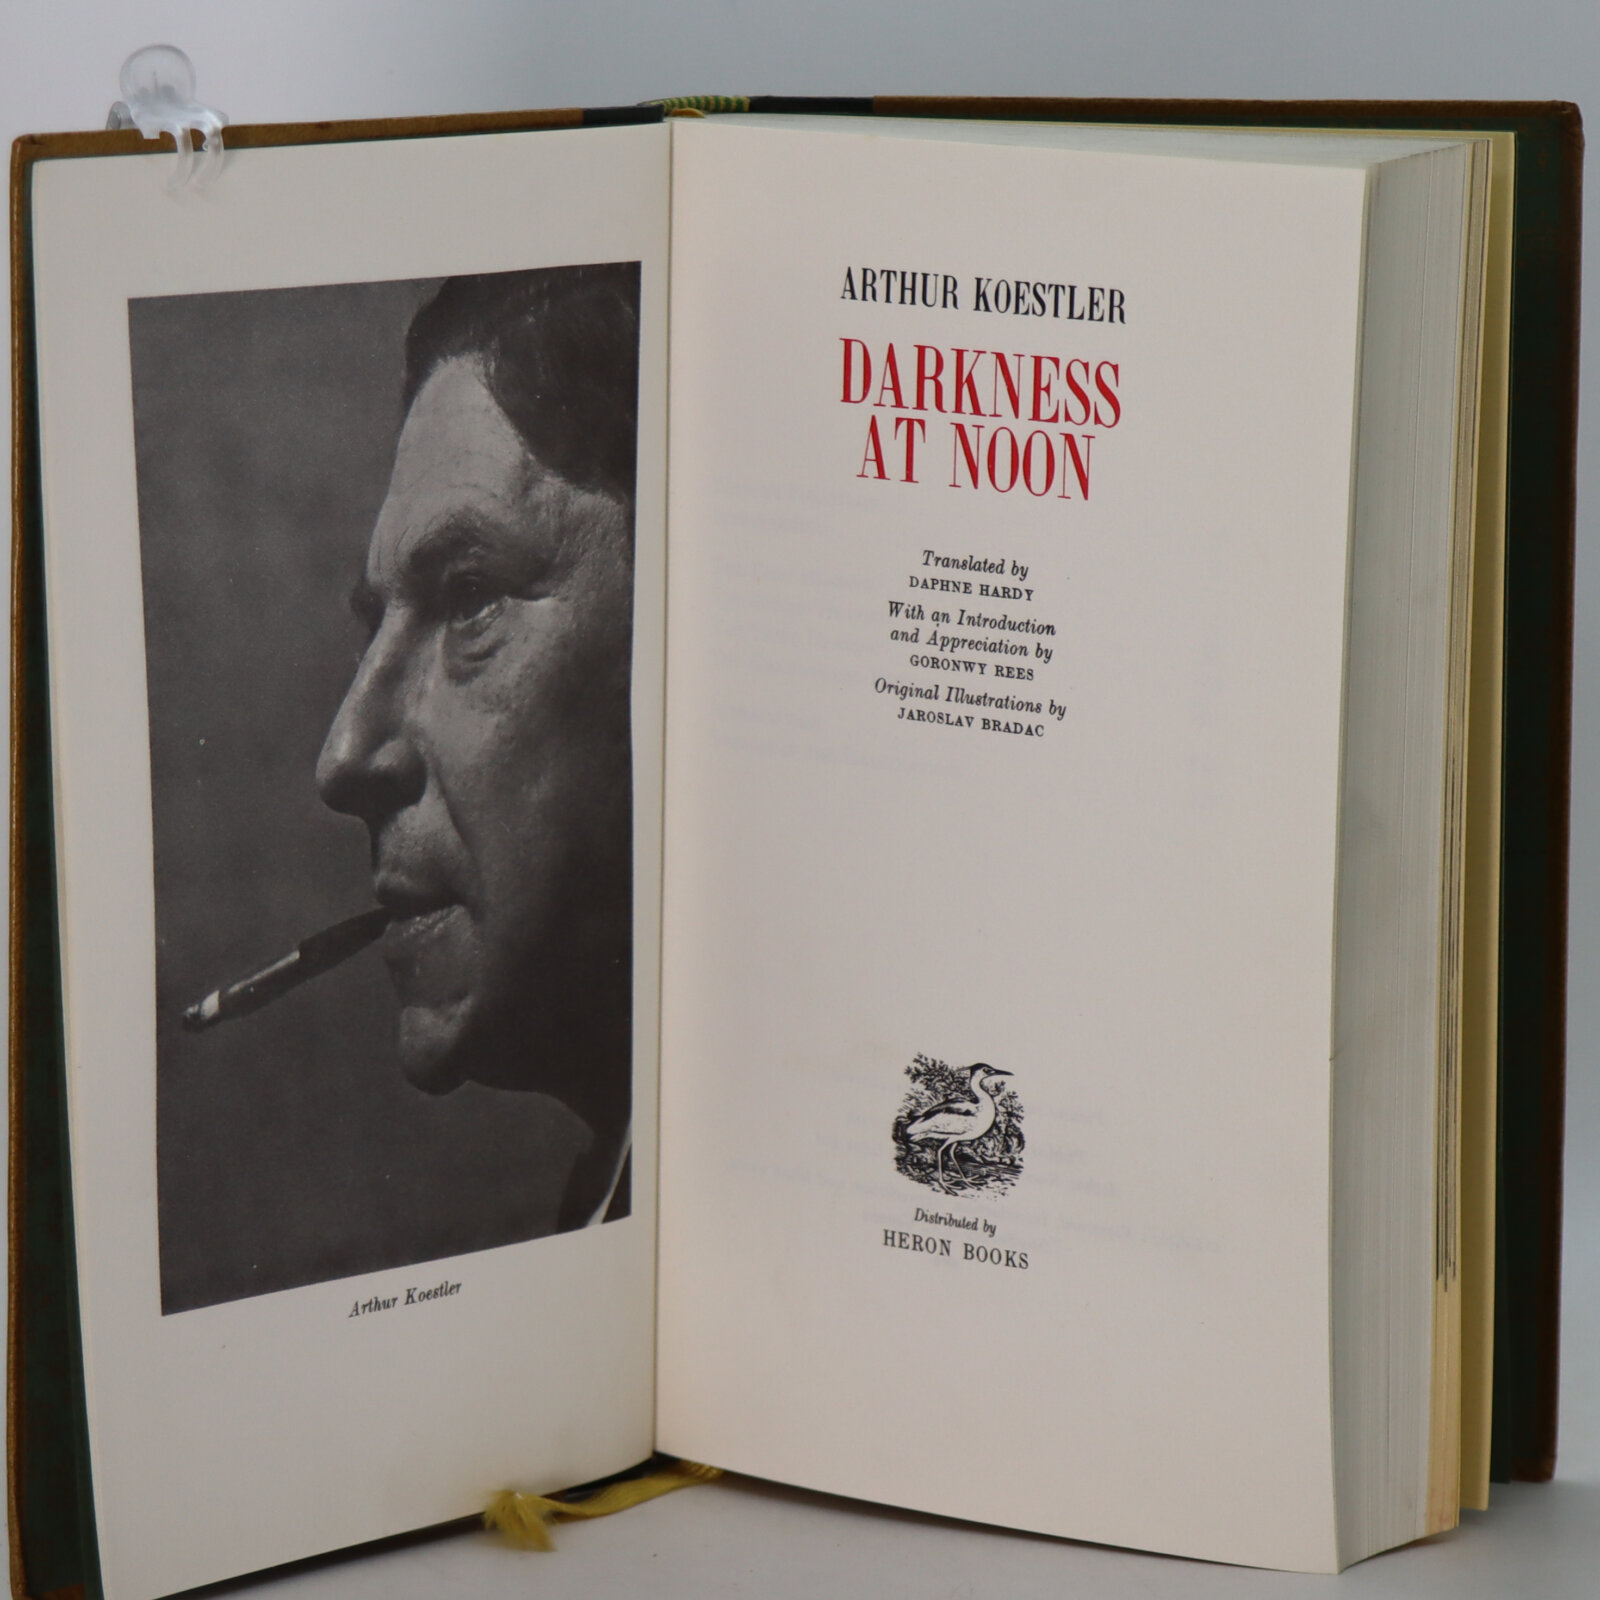 Arthur Koestler
ARTHUR KOESTLER
DARKNESS
AT NOON
Translated by
DAPHNE HARDY
With an Introduction
and Appreciation by
GORONWY REES
Original Illustrations by
JAROSLAV BRADAC
Distributed by
HERON BOOKS